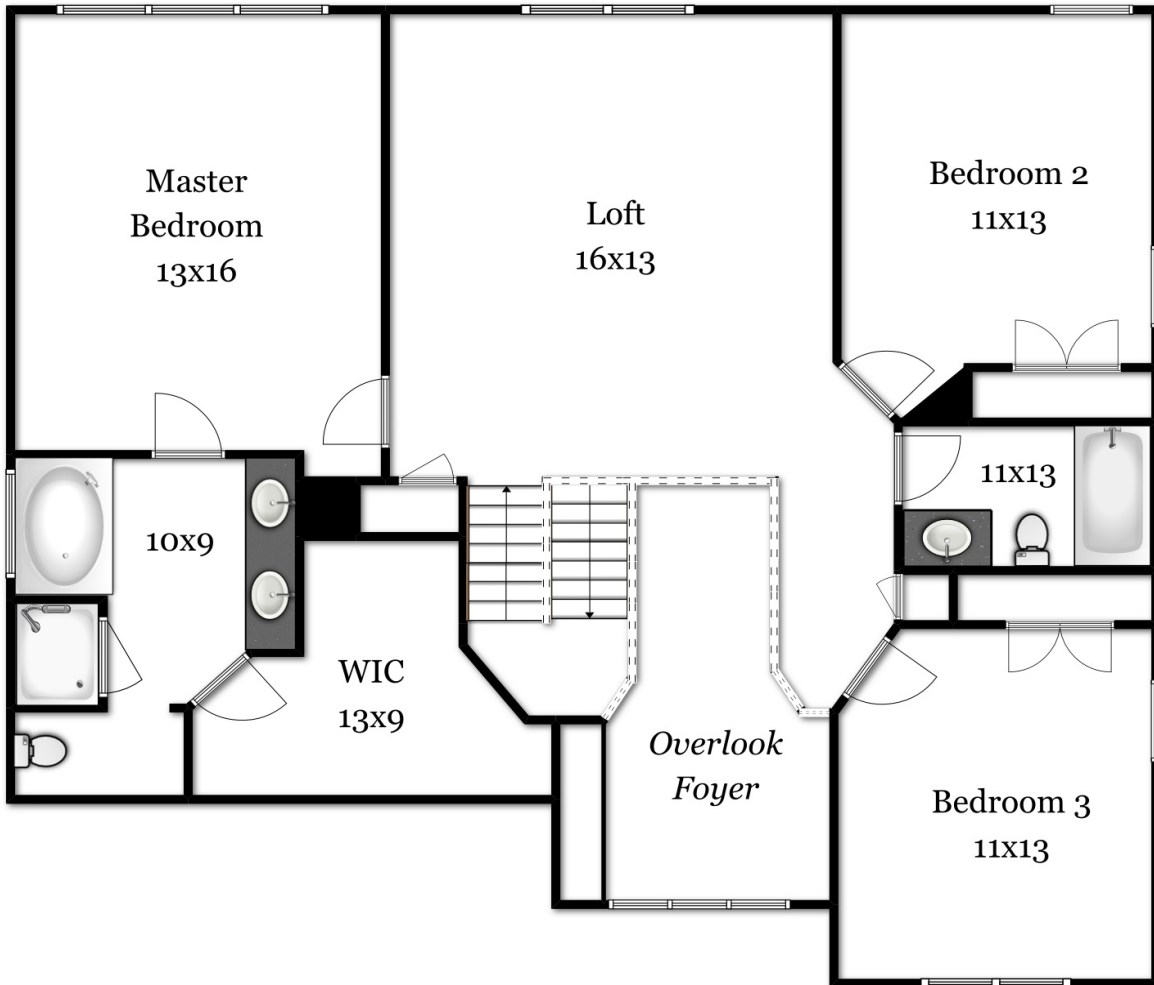 Master
Bedroom
13x16
Loft
16x13
Bedroom 2
11x13
10x9
11x13
WIC
13x9
Overlook
Foyer
Bedroom 3
11x13